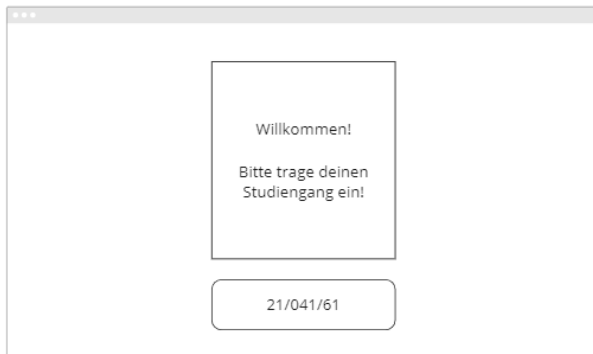 Willkommen!
Bitte trage deinen
Studiengang ein!
21/041/61